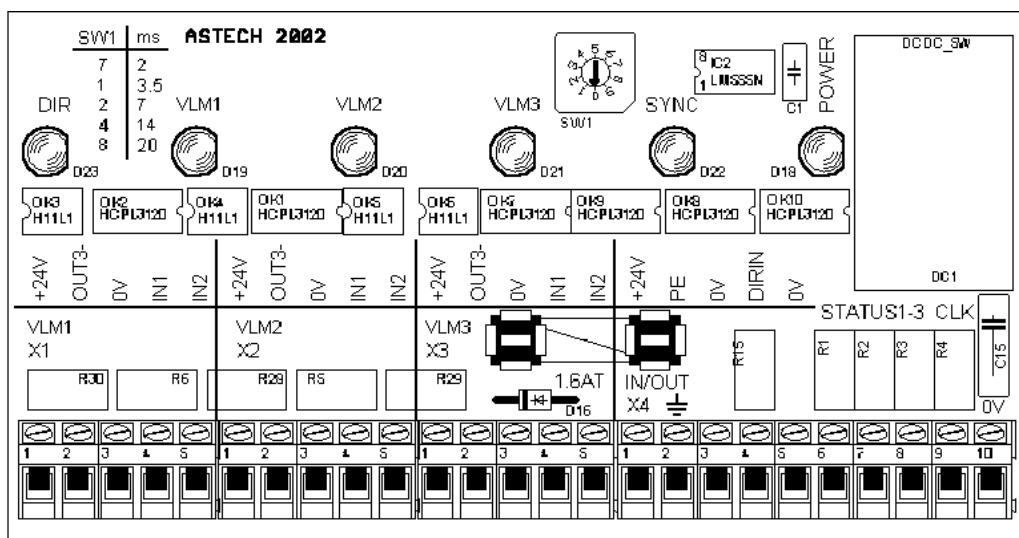 SW1 ms
7 2
1 3.5
2 7
4 14
8 20
ASTECH 2002
DIR
VLM1
VLM2
VLM3
SYNC
POWER
SW1
8 IC2
1 LM555N
C1
DCDC_SW
DC1
D23
D19
D20
D21
D22
D18
OK3
H11L1
OK2
HCPL3120
OK4
H11L1
OK1
HCPL3120
OK5
H11L1
OK6
H11L1
HCPL3120
OK9
HCPL3120
OK8
HCPL3120
OK10
HCPL3120
+24V OUT3- 0V IN1 IN2
+24V OUT3- 0V IN1 IN2
+24V OUT3- 0V IN1 IN2
+24V PE 0V DIRIN 0V
STATUS1-3 CLK
VLM1
X1
VLM2
X2
VLM3
X3
R30 R6 R28 R5 R29
1.6AT
D16
IN/OUT
X4
R15
R1 R2 R3 R4
C15
0V
1 2 3 4 5
1 2 3 4 5
1 2 3 4 5
1 2 3 4 5 6 7 8 9 10